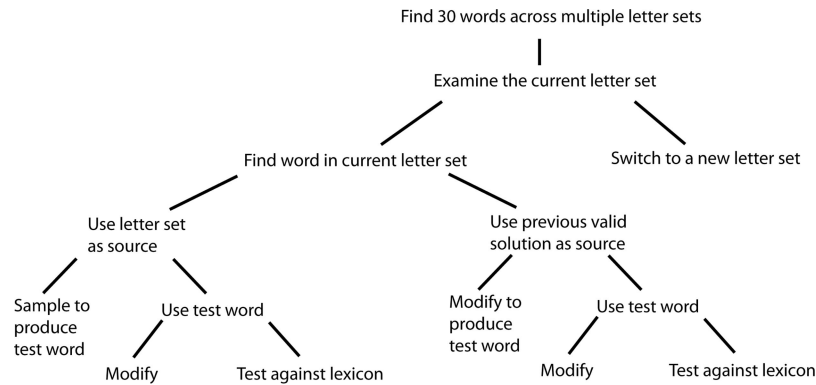 Find 30 words across multiple letter sets
Examine the current letter set
Find word in current letter set
Switch to a new letter set
Use letter set
as source
Use previous valid
solution as source
Sample to
produce
test word
Use test word
Modify to
produce
test word
Use test word
Modify
Test against lexicon
Modify
Test against lexicon